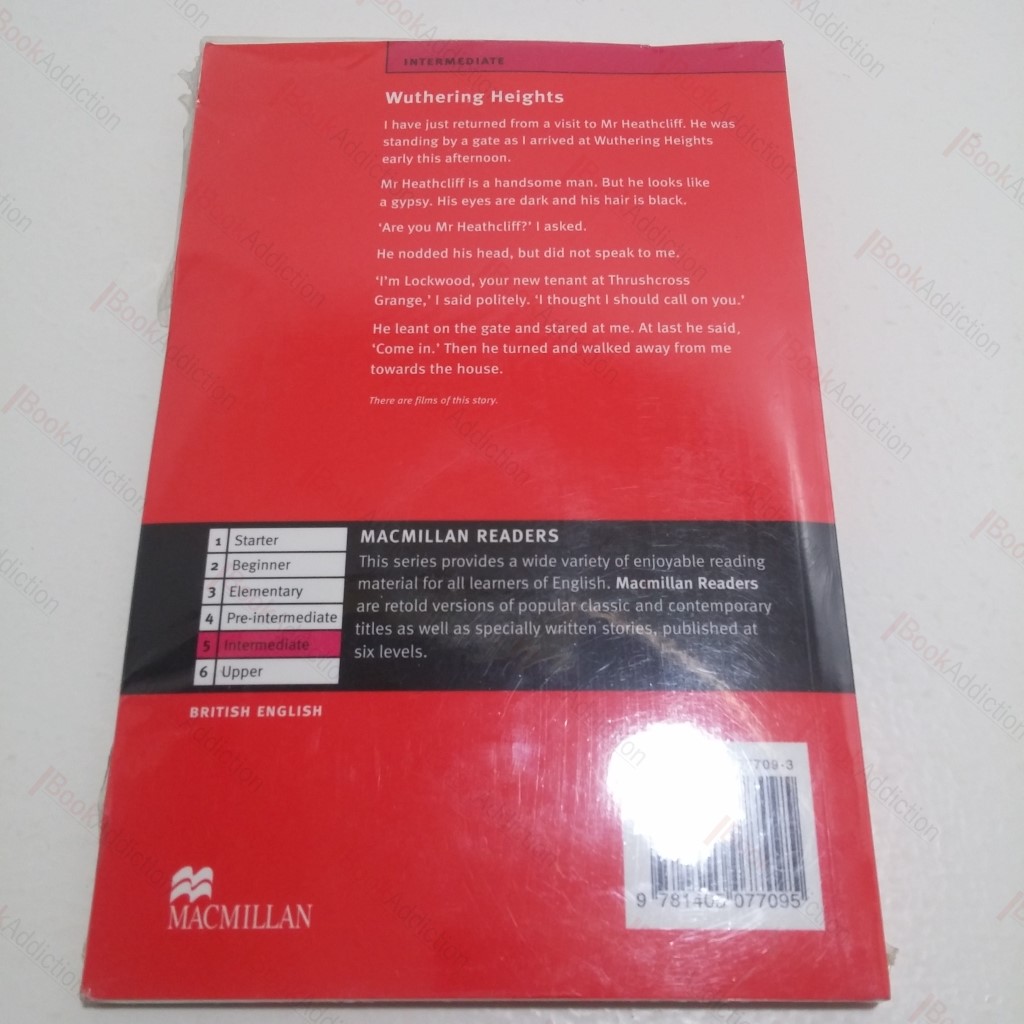 INTERMEDIATE
Wuthering Heights
I have just returned from a visit to Mr Heathcliff. He was
standing by a gate as I arrived at Wuthering Heights
early this afternoon.
Mr Heathcliff is a handsome man. But he looks like
a gypsy. His eyes are dark and his hair is black.
‘Are you Mr Heathcliff?’ I asked.
He nodded his head, but did not speak to me.
‘I’m Lockwood, your new tenant at Thrushcross
Grange,’ I said politely. ‘I thought I should call on you.’
He leant on the gate and stared at me. At last he said,
‘Come in.’ Then he turned and walked away from me
towards the house.
There are films of this story.
1 Starter
2 Beginner
3 Elementary
4 Pre-intermediate
5 Intermediate
6 Upper
MACMILLAN READERS
This series provides a wide variety of enjoyable reading
material for all learners of English. Macmillan Readers
are retold versions of popular classic and contemporary
titles as well as specially written stories, published at
six levels.
BRITISH ENGLISH
709-3
9 781405 077095
MACMILLAN
BookAddiction